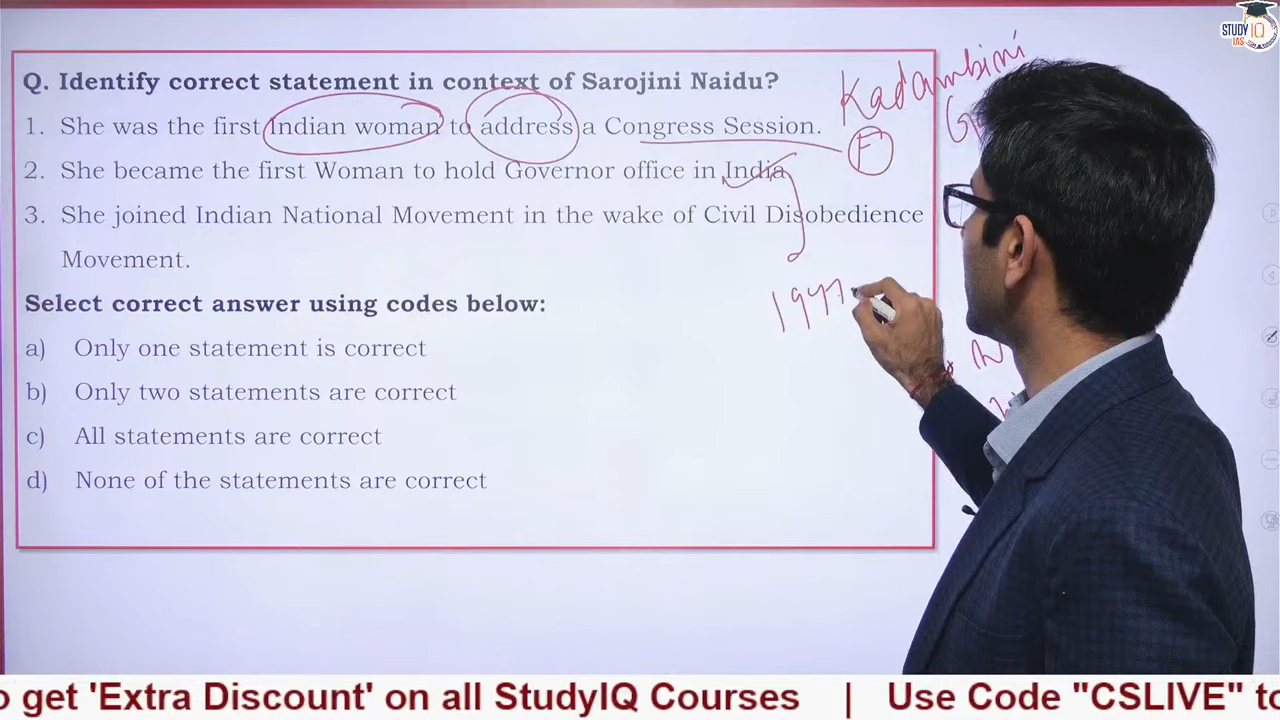 STUDY IQ
IAS
Q. Identify correct statement in context of Sarojini Naidu?
1. She was the first Indian woman to address a Congress Session.
2. She became the first Woman to hold Governor office in India
3. She joined Indian National Movement in the wake of Civil Disobedience
Movement.
Select correct answer using codes below:
a) Only one statement is correct
b) Only two statements are correct
c) All statements are correct
d) None of the statements are correct
Kadambini
F
1947
o get 'Extra Discount' on all StudyIQ Courses | Use Code "CSLIVE" to